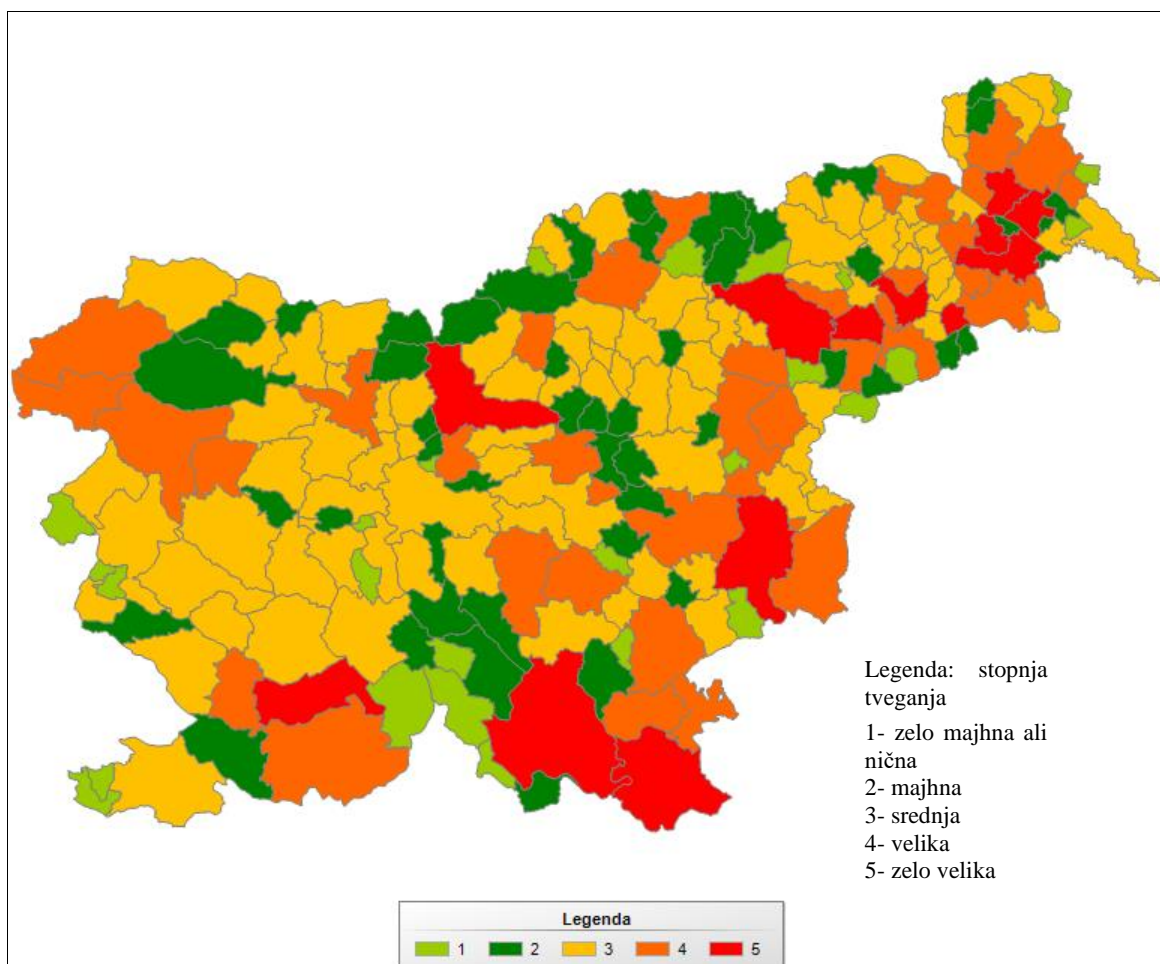 Legenda: stopnja
tveganja
1- zelo majhna ali
nična
2- majhna
3- srednja
4- velika
5- zelo velika
Legenda
1 2 3 4 5